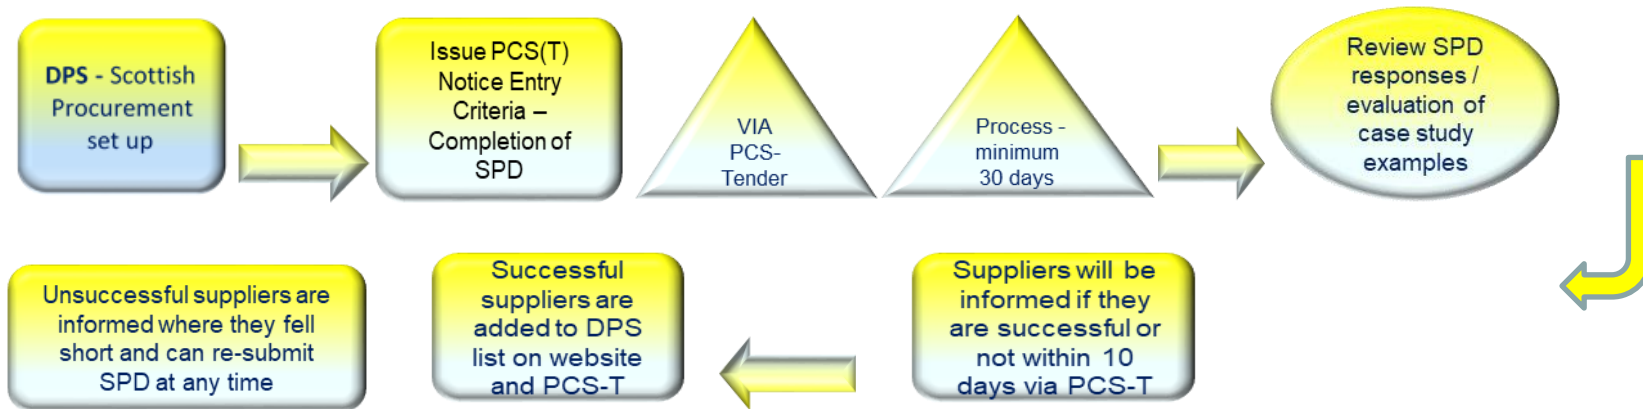 DPS - Scottish
Procurement
set up
Issue PCS(T)
Notice Entry
Criteria –
Completion of
SPD
VIA
PCS-
Tender
Process -
minimum
30 days
Review SPD
responses /
evaluation of
case study
examples
Unsuccessful suppliers are
informed where they fell
short and can re-submit
SPD at any time
Successful
suppliers are
added to DPS
list on website
and PCS-T
Suppliers will be
informed if they
are successful or
not within 10
days via PCS-T